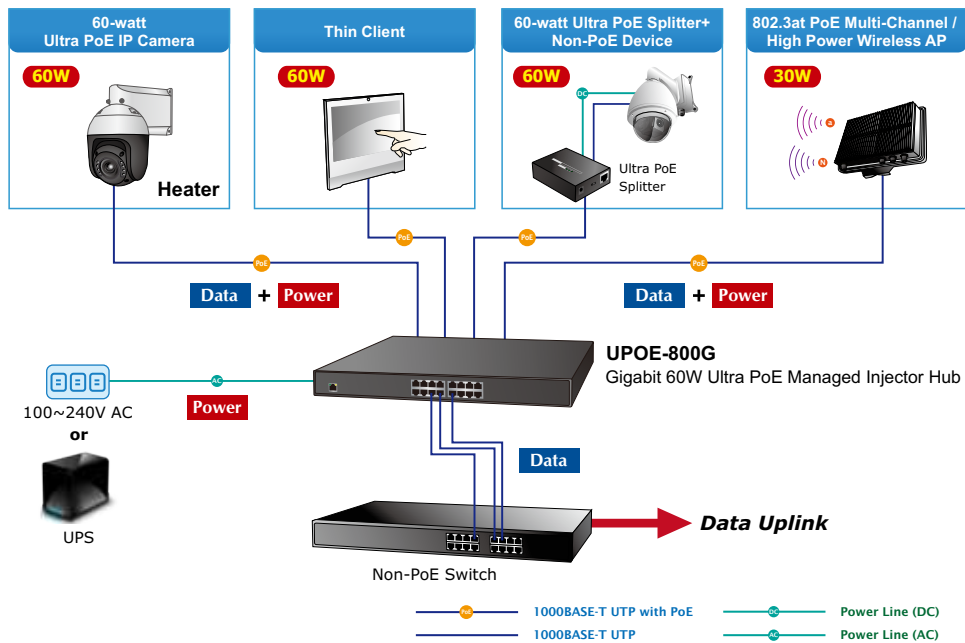 60-watt
Ultra PoE IP Camera
Thin Client
60-watt Ultra PoE Splitter+
Non-PoE Device
802.3at PoE Multi-Channel /
High Power Wireless AP
60W
60W
60W
30W
Heater
DC
Ultra PoE
Splitter
a
N
PoE
PoE
PoE
PoE
Data + Power
Data + Power
UPOE-800G
Gigabit 60W Ultra PoE Managed Injector Hub
AC
Power
100~240V AC
or
UPS
Data
Data Uplink
Non-PoE Switch
PoE 1000BASE-T UTP with PoE
DC Power Line (DC)
1000BASE-T UTP
AC Power Line (AC)